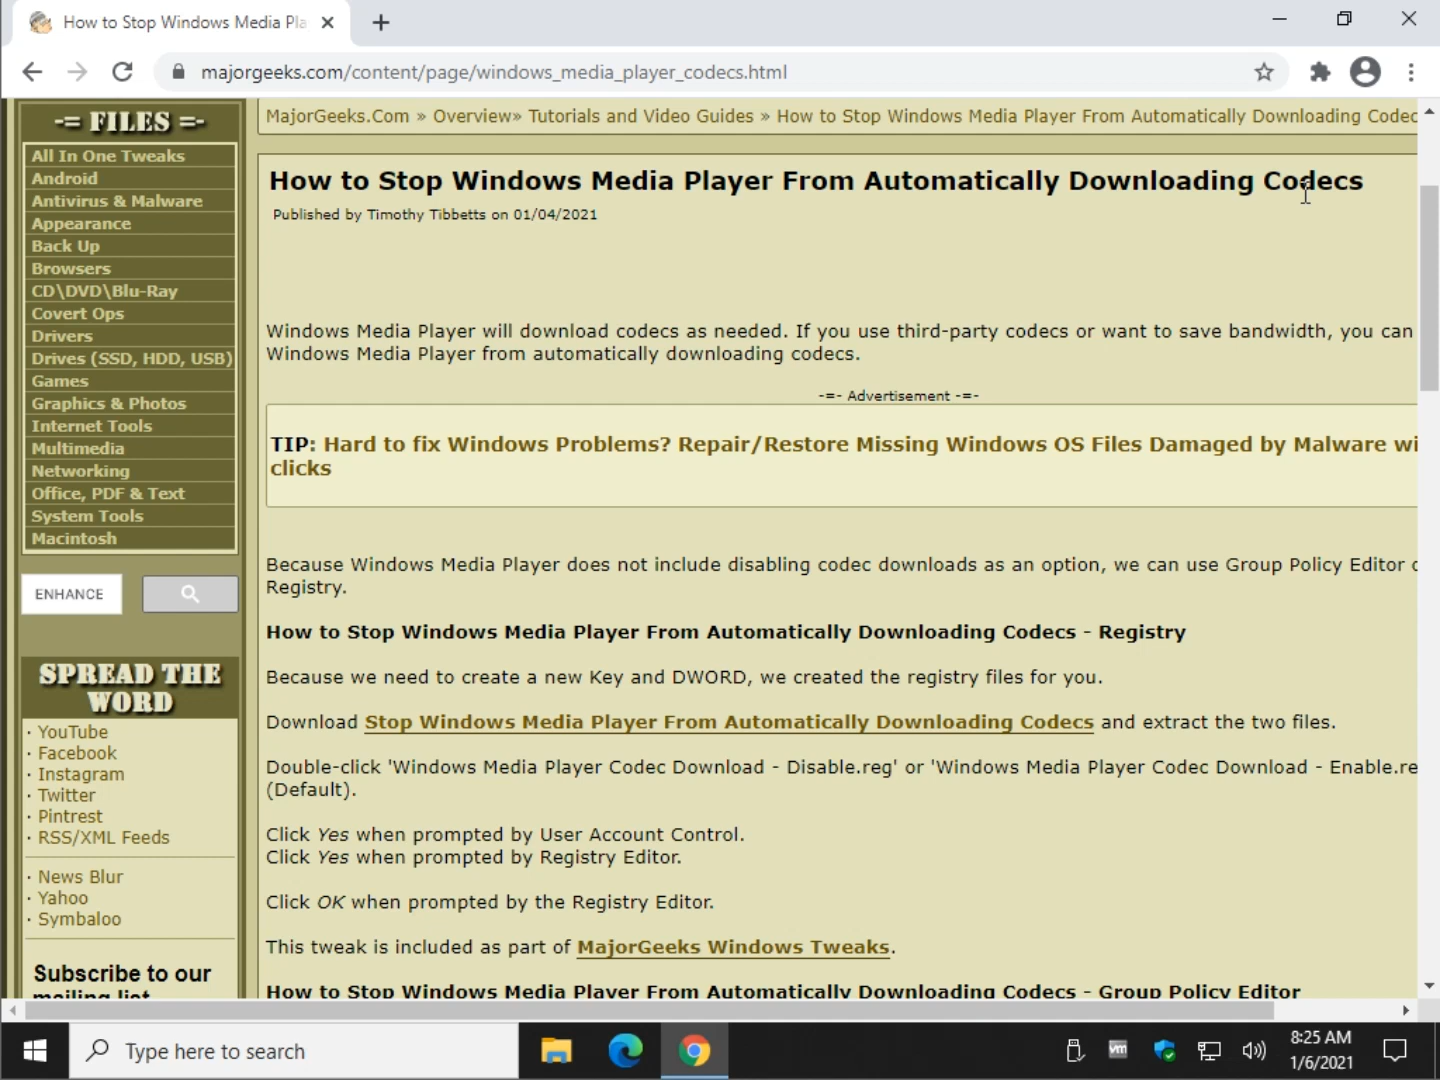 How to Stop Windows Media Pla
majorgeeks.com/content/page/windows_media_player_codecs.html
-= FILES =-
All In One Tweaks
Android
Antivirus & Malware
Appearance
Back Up
Browsers
CD\DVD\Blu-Ray
Covert Ops
Drivers
Drives (SSD, HDD, USB)
Games
Graphics & Photos
Internet Tools
Multimedia
Networking
Office, PDF & Text
System Tools
Macintosh
ENHANCE
SPREAD THE
WORD
· YouTube
· Facebook
· Instagram
· Twitter
· Pintrest
· RSS/XML Feeds
· News Blur
· Yahoo
· Symbaloo
Subscribe to our
mailing list
MajorGeeks.Com » Overview» Tutorials and Video Guides » How to Stop Windows Media Player From Automatically Downloading Codec
How to Stop Windows Media Player From Automatically Downloading Codecs
Published by Timothy Tibbetts on 01/04/2021
Windows Media Player will download codecs as needed. If you use third-party codecs or want to save bandwidth, you can
Windows Media Player from automatically downloading codecs.
-=- Advertisement -=-
TIP: Hard to fix Windows Problems? Repair/Restore Missing Windows OS Files Damaged by Malware wi
clicks
Because Windows Media Player does not include disabling codec downloads as an option, we can use Group Policy Editor
Registry.
How to Stop Windows Media Player From Automatically Downloading Codecs - Registry
Because we need to create a new Key and DWORD, we created the registry files for you.
Download Stop Windows Media Player From Automatically Downloading Codecs and extract the two files.
Double-click 'Windows Media Player Codec Download - Disable.reg' or 'Windows Media Player Codec Download - Enable.re
(Default).
Click Yes when prompted by User Account Control.
Click Yes when prompted by Registry Editor.
Click OK when prompted by the Registry Editor.
This tweak is included as part of MajorGeeks Windows Tweaks.
How to Stop Windows Media Player From Automatically Downloading Codecs - Group Policy Editor
Type here to search
vm
8:25 AM
1/6/2021